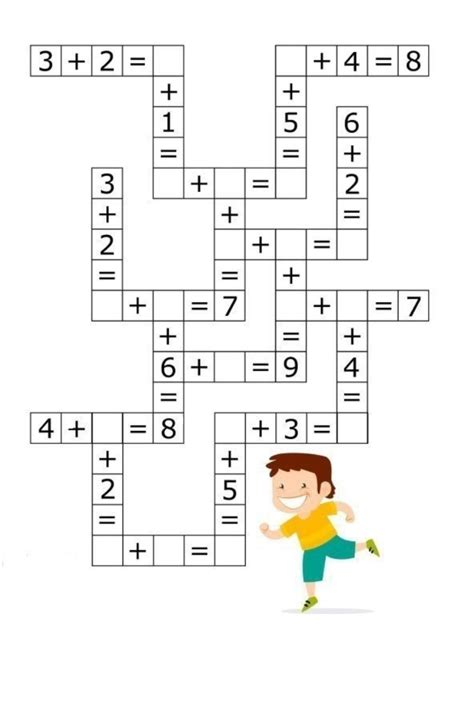 3 + 2 = + 4 = 8
+ +
1 5 6
= = +
3 + = 2
+ + =
2 + =
= = +
+ = 7 + = 7
+ = +
6 + = 9 4
= =
4 + = 8 + 3 =
+ +
2 5
= =
+ =